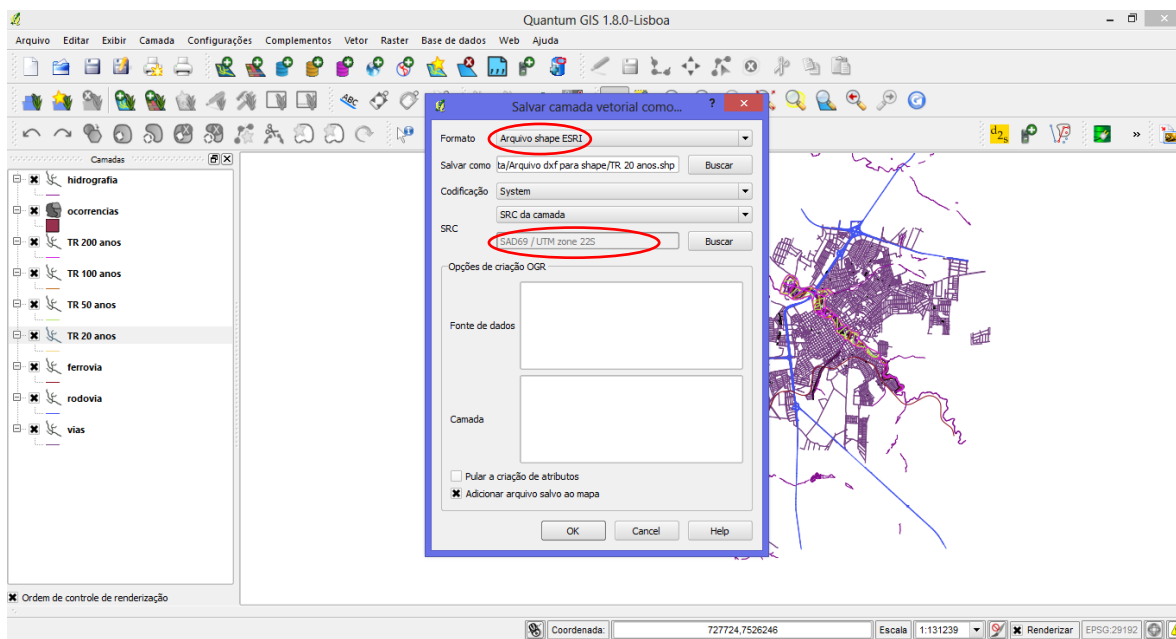 Quantum GIS 1.8.0-Lisboa
Arquivo Editar Exibir Camada Configurações Complementos Vetor Raster Base de dados Web Ajuda
ABC
Salvar camada vetorial como...
Formato Arquivo shape ESRI
Salvar como ta/Arquivo dxf para shape/TR 20 anos.shp Buscar
Codificação System
SRC da camada
SRC
SAD69 / UTM zone 22S Buscar
Opções de criação OGR
Fonte de dados
Camada
Pular a criação de atributos
Adicionar arquivo salvo ao mapa
OK Cancel Help
Camadas
hidrografia
ocorrencias
TR 200 anos
TR 100 anos
TR 50 anos
TR 20 anos
ferrovia
rodovia
vias
Ordem de controle de renderização
Coordenada: 727724,7526246 Escala 1:131239 Renderizar EPSG:29192